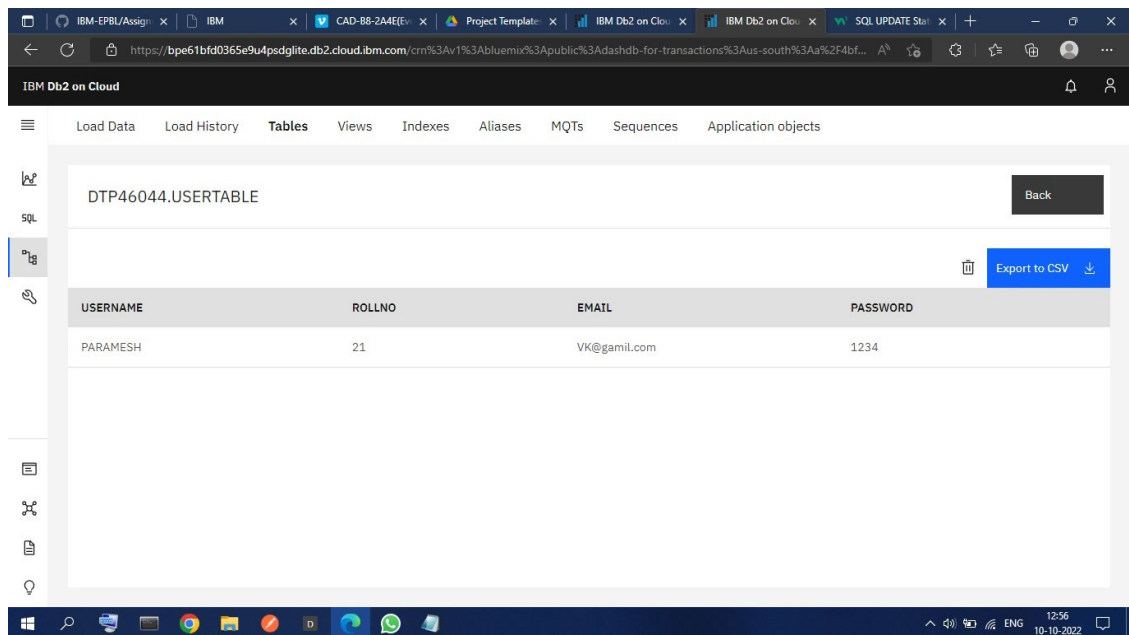 IBM-EPBL/Assign
IBM
CAD-B8-2A4E(Eve
Project Template
IBM Db2 on Clou
IBM Db2 on Clou
SQL UPDATE Stat
https://bpe61bfd0365e9u4psdglite.db2.cloud.ibm.com/crn%3Av1%3Abluemix%3Apublic%3Adashdb-for-transactions%3Aus-south%3Aa%2F4bf...
IBM Db2 on Cloud
Load Data Load History Tables Views Indexes Aliases MQTs Sequences Application objects
DTP46044.USERTABLE
Back
SQL
Export to CSV
USERNAME ROLLNO EMAIL PASSWORD
PARAMESH 21 VK@gamil.com 1234
ENG
12:56
10-10-2022